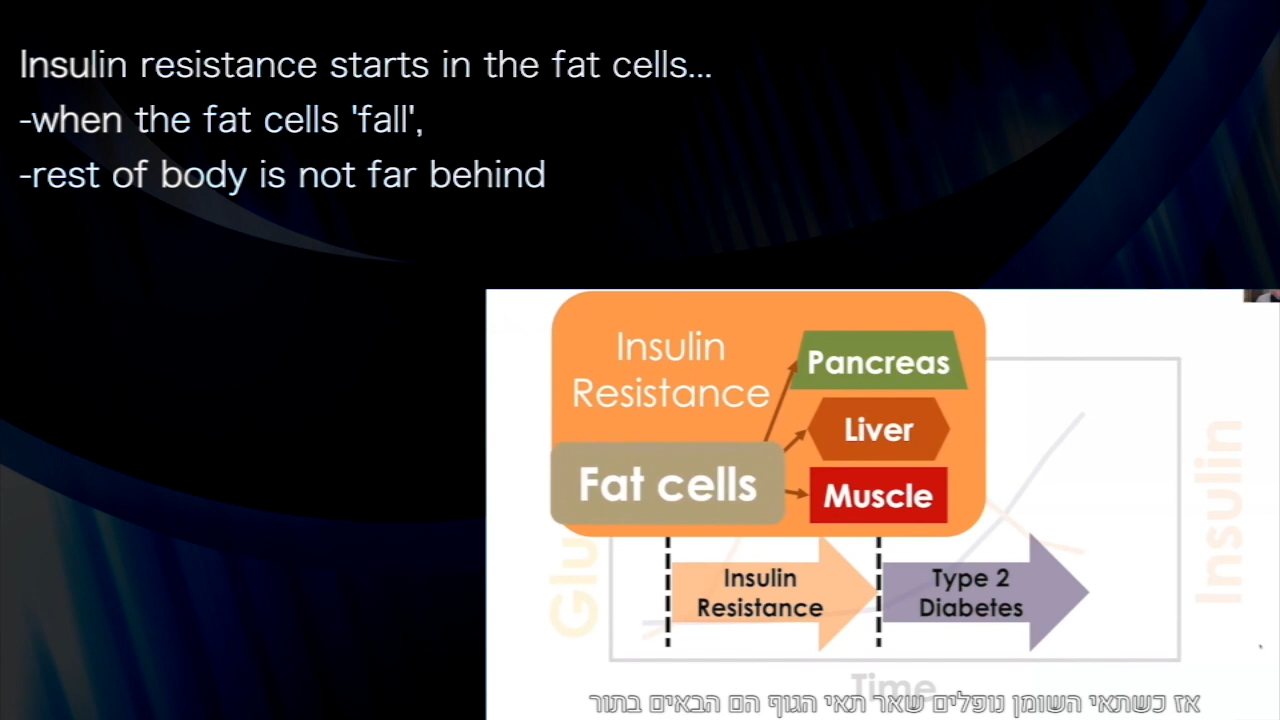 Insulin resistance starts in the fat cells...
-when the fat cells 'fall',
-rest of body is not far behind
Insulin
Resistance
Pancreas
Liver
Fat cells
Muscle
Glu
Insulin
Insulin
Resistance
Type 2
Diabetes
Time
אז כשתאי השומן נופלים שאר תאי הגוף הם הבאים בתור